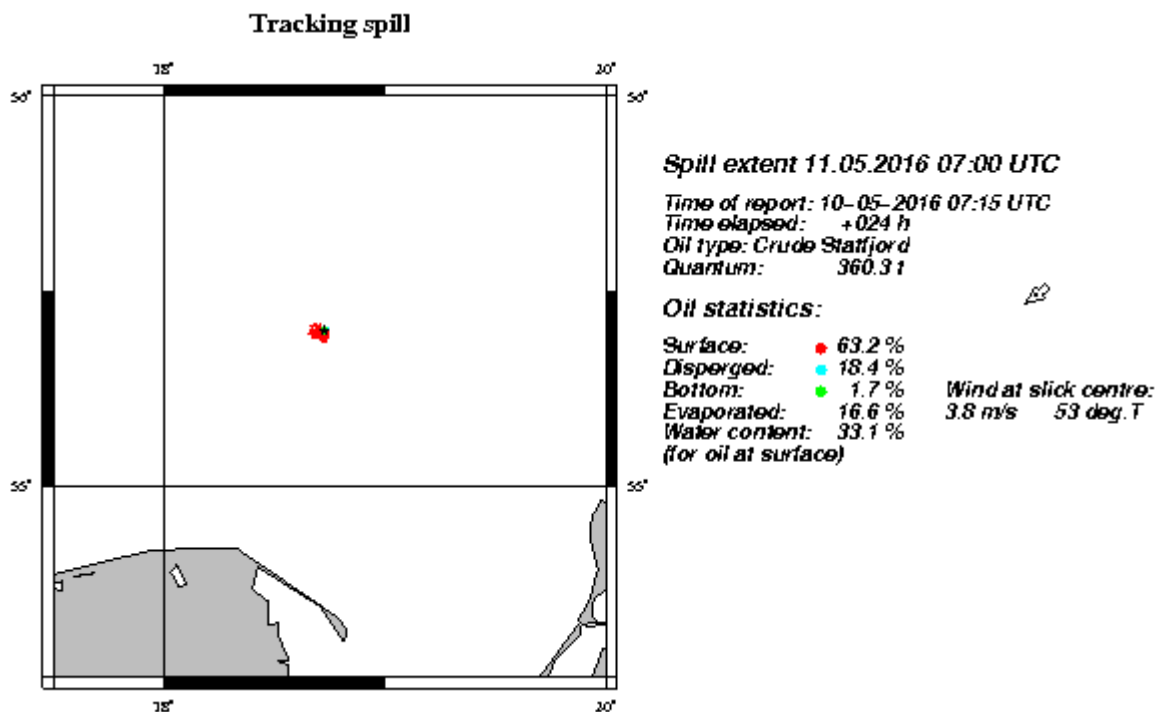 Tracking spill
18° 20°
56° 56°
Spill extent 11.05.2016 07:00 UTC
Time of report: 10-05-2016 07:15 UTC
Time elapsed: +024 h
Oil type: Crude Statfjord
Quantum: 360.3 t
Oil statistics:
Surface: 63.2 %
Disperged: 18.4 %
Bottom: 1.7 % Wind at slick centre:
Evaporated: 16.6 % 3.8 m/s 53 deg.T
Water content: 33.1 %
(for oil at surface)
55° 55°
18° 20°